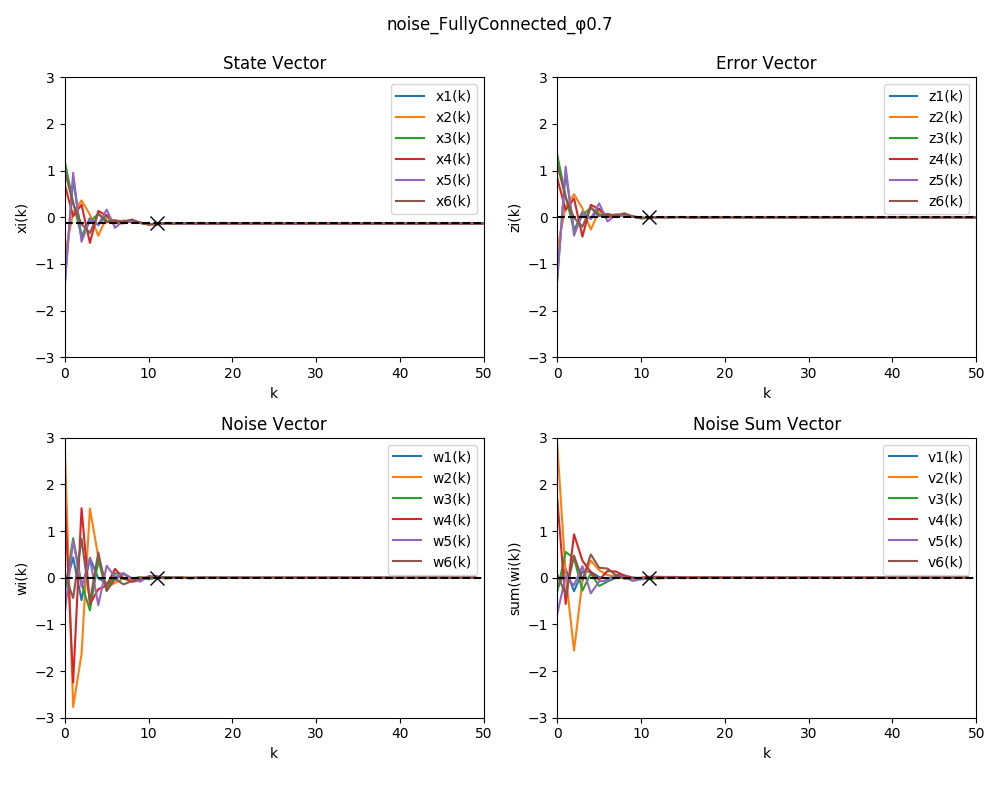 noise_FullyConnected_φ0.7
State Vector
xi(k)
3
2
1
0
−1
−2
−3
0
10
20
30
40
50
k
x1(k)
x2(k)
x3(k)
x4(k)
x5(k)
x6(k)
Error Vector
zi(k)
3
2
1
0
−1
−2
−3
0
10
20
30
40
50
k
z1(k)
z2(k)
z3(k)
z4(k)
z5(k)
z6(k)
Noise Vector
wi(k)
3
2
1
0
−1
−2
−3
0
10
20
30
40
50
k
w1(k)
w2(k)
w3(k)
w4(k)
w5(k)
w6(k)
Noise Sum Vector
sum(wi(k))
3
2
1
0
−1
−2
−3
0
10
20
30
40
50
k
v1(k)
v2(k)
v3(k)
v4(k)
v5(k)
v6(k)